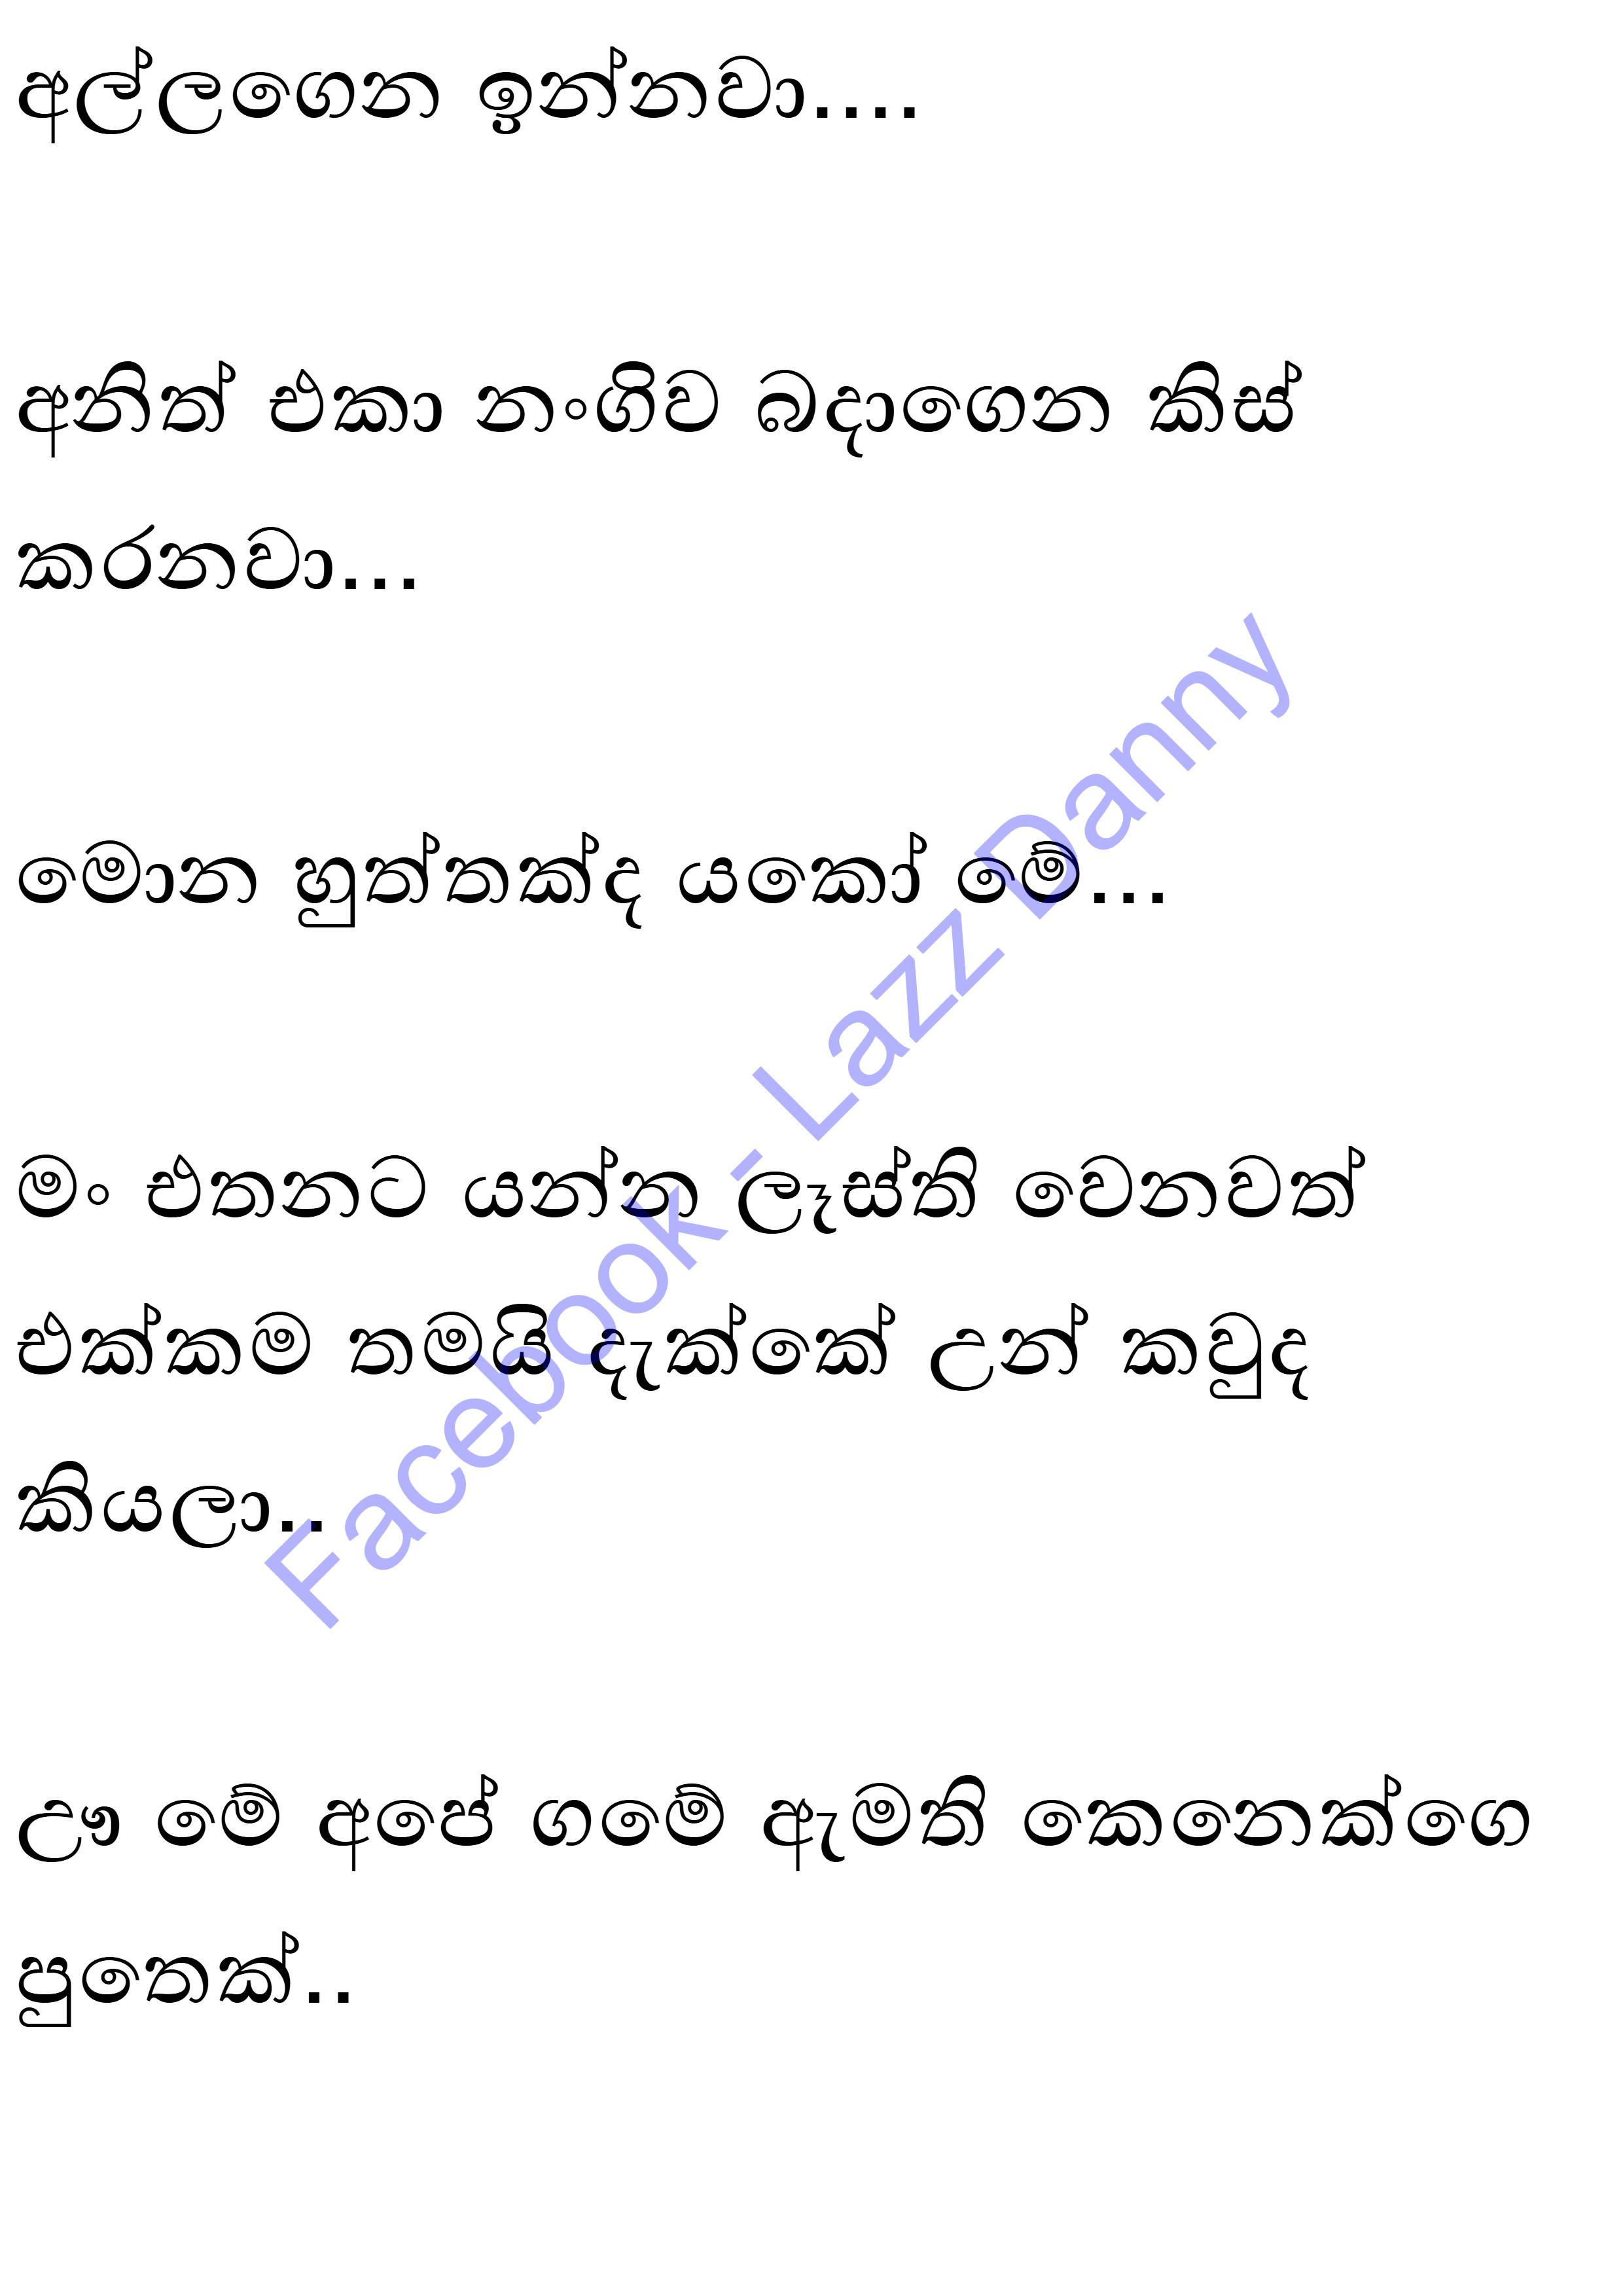 අල්ලගෙන ඉන්නවා....
අතිත් එකා නංගිව බදාගෙන කිස්
කරනවා...
මොන හුත්තක්ද යකෝ මේ...
මං එතනට යන්න ලැස්ති වෙනවත්
එක්කම තමයි දැක්කේ උන් කවුද
කියලා..
ඌ මේ අපේ ගමේ ඇමති කෙනෙක්ගෙ
පුතෙක්..
Facebook - Lazz Danny